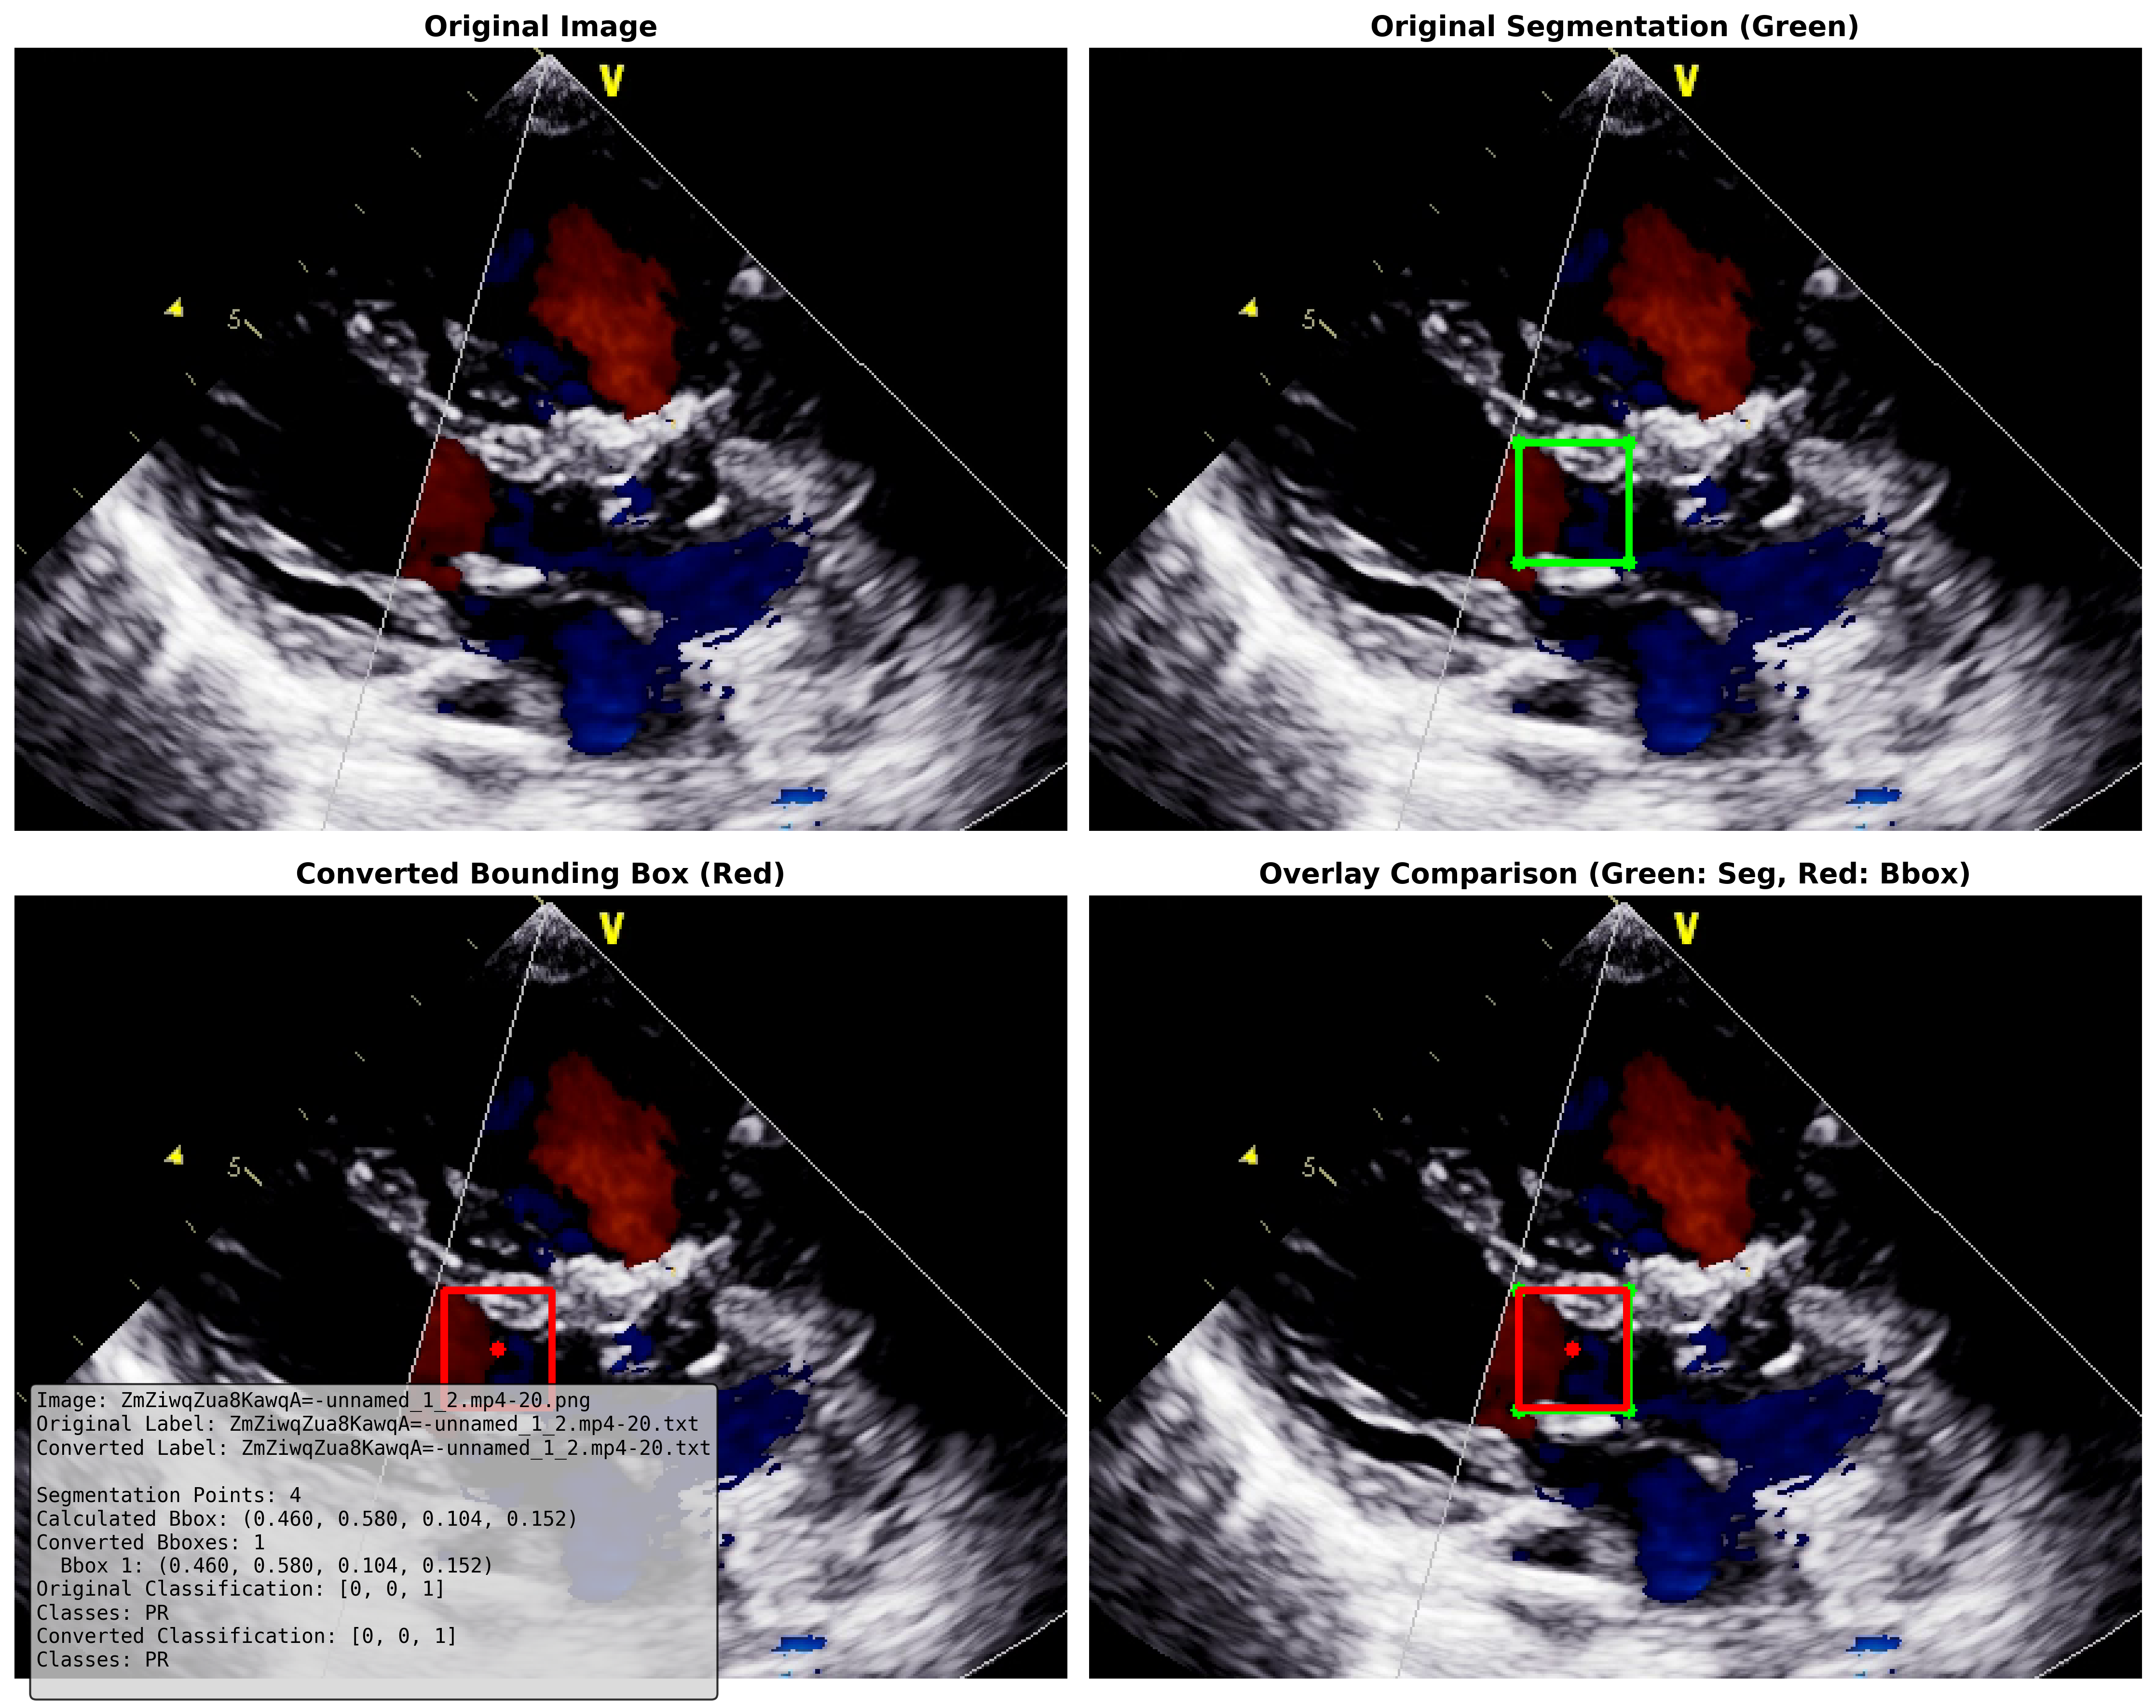 Original Image
Original Segmentation (Green)
V
5
V
5
Converted Bounding Box (Red)
Overlay Comparison (Green: Seg, Red: Bbox)
V
5
V
5
Image: ZmZiwqZua8KawqA=-unnamed_1_2.mp4-20.png
Original Label: ZmZiwqZua8KawqA=-unnamed_1_2.mp4-20.txt
Converted Label: ZmZiwqZua8KawqA=-unnamed_1_2.mp4-20.txt
Segmentation Points: 4
Calculated Bbox: (0.460, 0.580, 0.104, 0.152)
Converted Bboxes: 1
Bbox 1: (0.460, 0.580, 0.104, 0.152)
Original Classification: [0, 0, 1]
Classes: PR
Converted Classification: [0, 0, 1]
Classes: PR